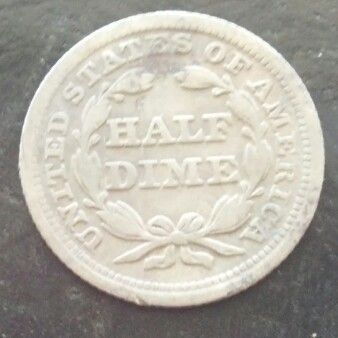 UNITED STATES OF AMERICA
HALF
DIME